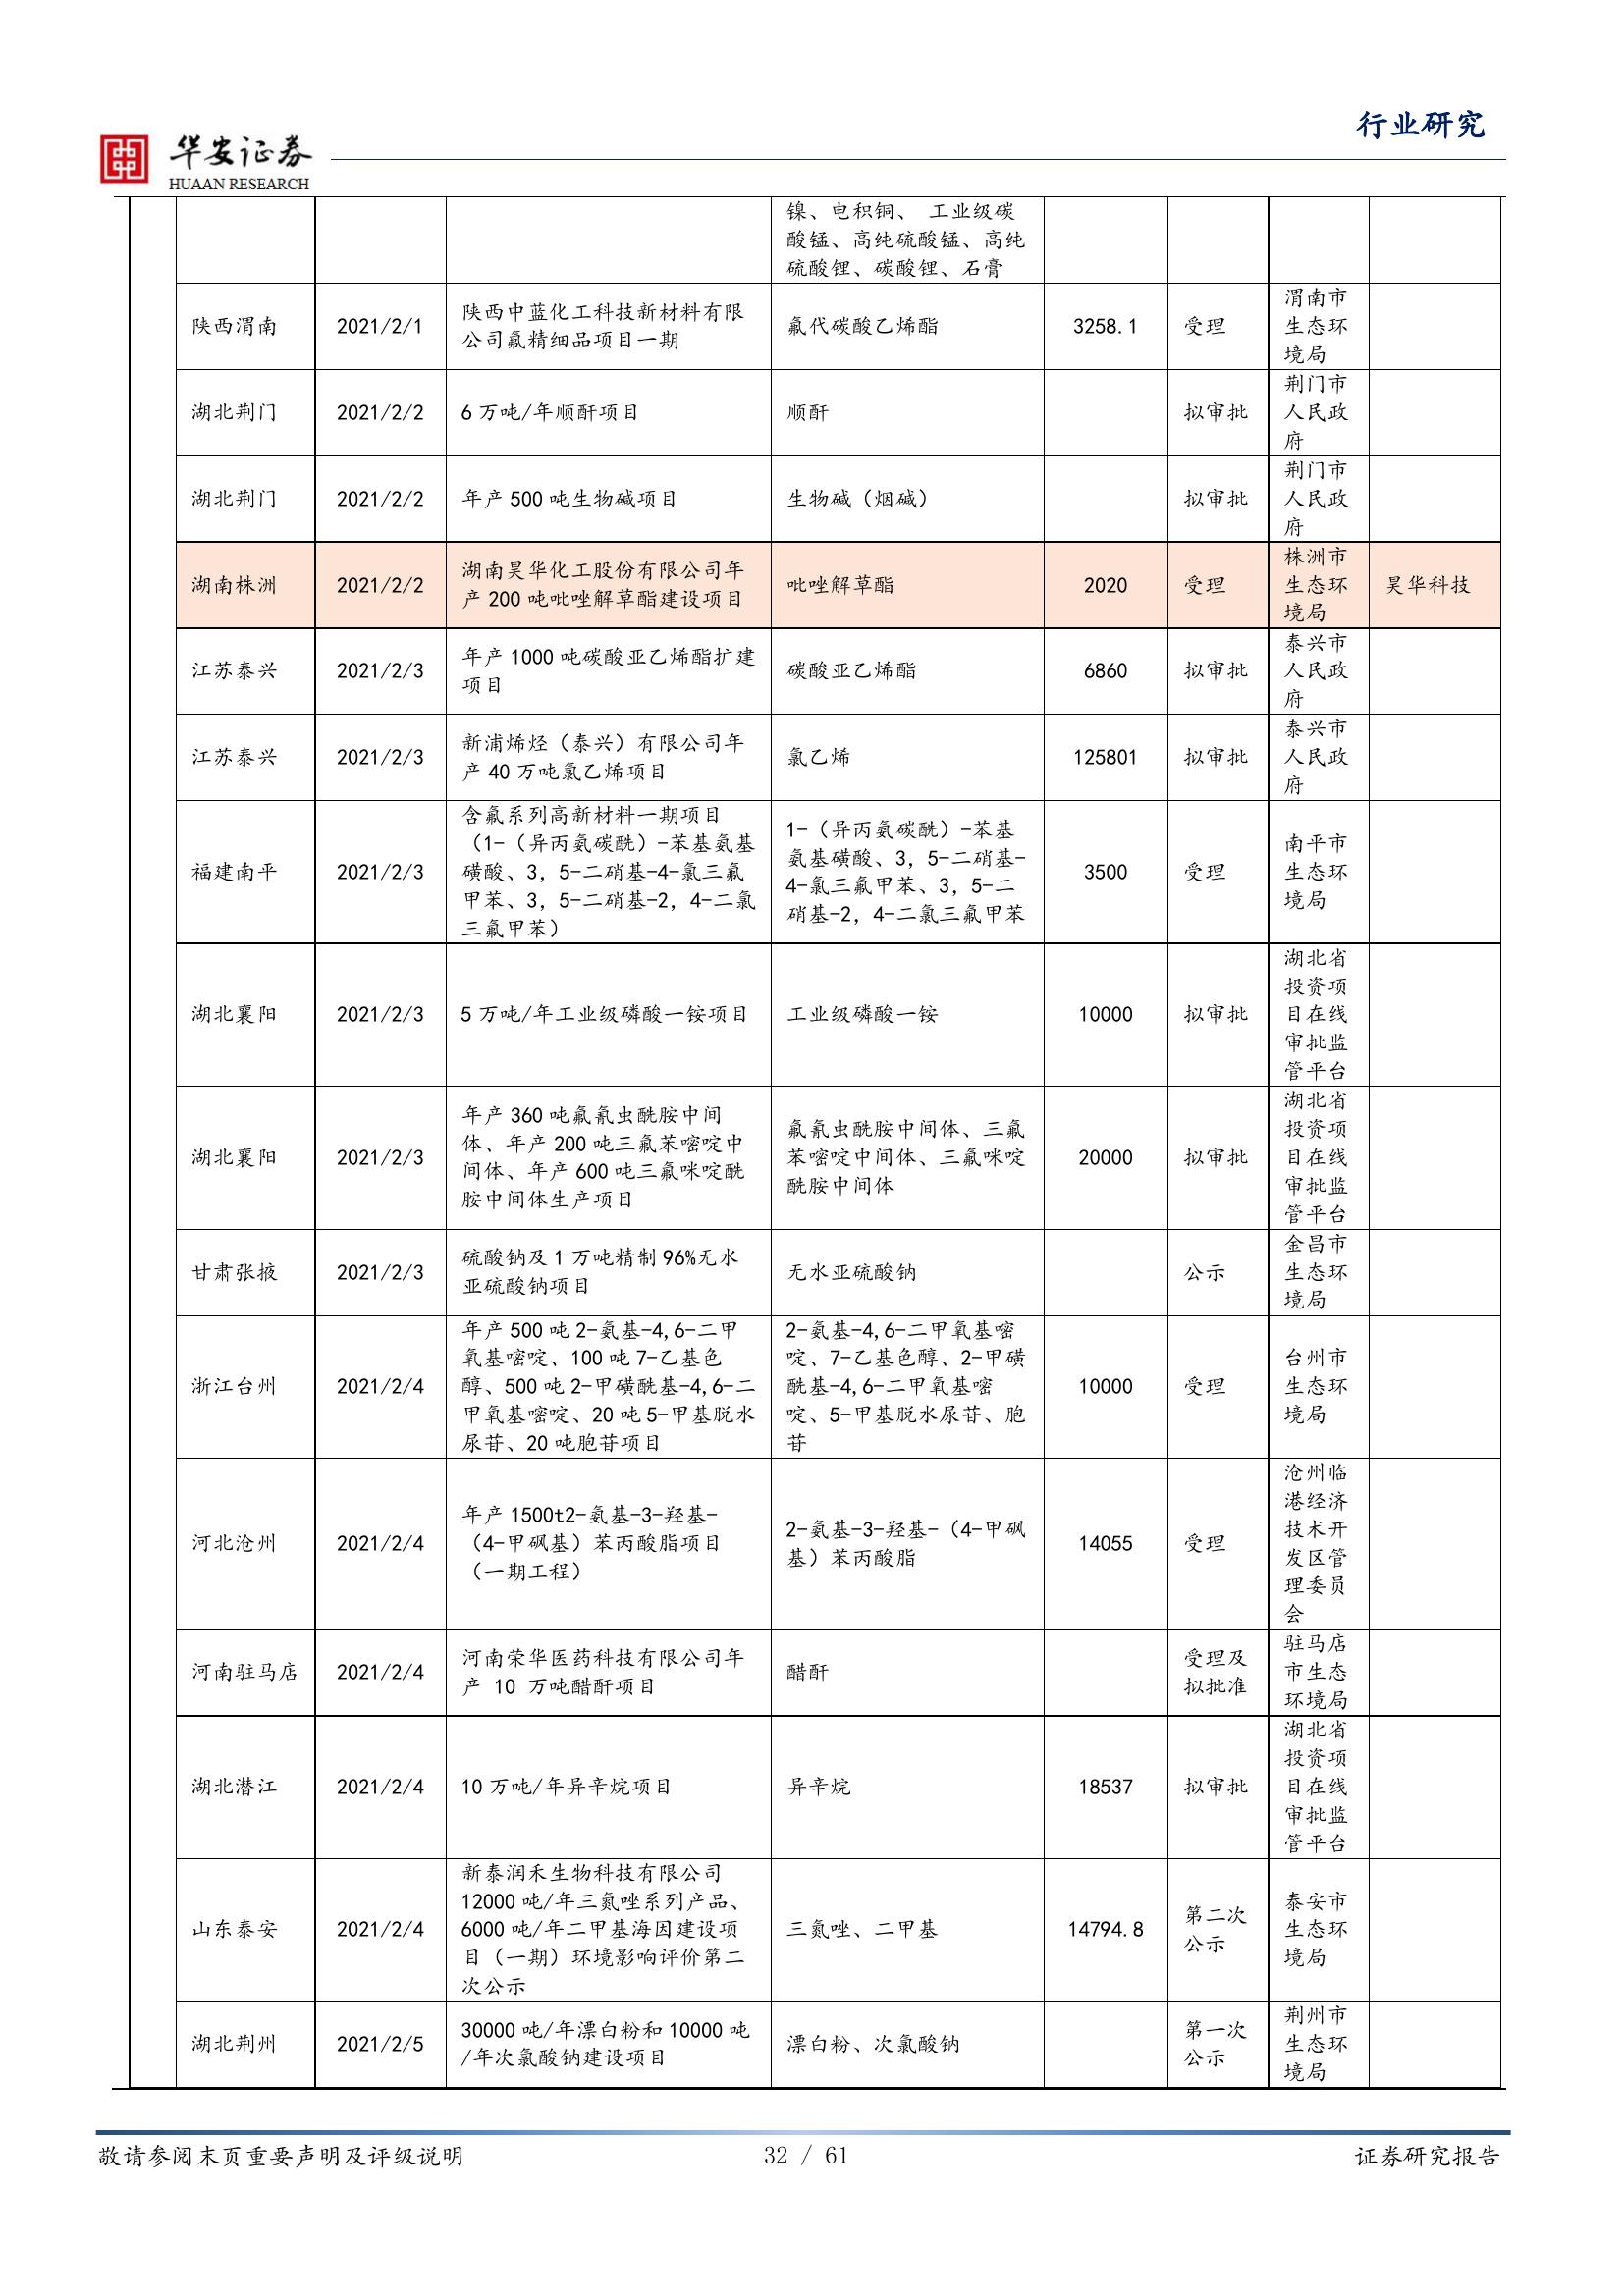 行业研究
华安证券
HUAAN RESEARCH
镍、电积铜、 工业级碳
酸锰、高纯硫酸锰、高纯
硫酸锂、碳酸锂、石膏
陕西渭南
2021/2/1
陕西中蓝化工科技新材料有限
公司氟精细品项目一期
氟代碳酸乙烯酯
3258.1
受理
渭南市
生态环
境局
湖北荆门
2021/2/2
6 万吨/年顺酐项目
顺酐
拟审批
荆门市
人民政
府
湖北荆门
2021/2/2
年产 500 吨生物碱项目
生物碱（烟碱）
拟审批
荆门市
人民政
府
湖南株洲
2021/2/2
湖南昊华化工股份有限公司年
产 200 吨吡唑解草酯建设项目
吡唑解草酯
2020
受理
株洲市
生态环
境局
昊华科技
江苏泰兴
2021/2/3
年产 1000 吨碳酸亚乙烯酯扩建
项目
碳酸亚乙烯酯
6860
拟审批
泰兴市
人民政
府
江苏泰兴
2021/2/3
新浦烯烃（泰兴）有限公司年
产 40 万吨氯乙烯项目
氯乙烯
125801
拟审批
泰兴市
人民政
府
福建南平
2021/2/3
含氟系列高新材料一期项目
（1-（异丙氨碳酰）-苯基氨基
磺酸、3，5-二硝基-4-氯三氟
甲苯、3，5-二硝基-2，4-二氯
三氟甲苯）
1-（异丙氨碳酰）-苯基
氨基磺酸、3，5-二硝基-
4-氯三氟甲苯、3，5-二
硝基-2，4-二氯三氟甲苯
3500
受理
南平市
生态环
境局
湖北襄阳
2021/2/3
5 万吨/年工业级磷酸一铵项目
工业级磷酸一铵
10000
拟审批
湖北省
投资项
目在线
审批监
管平台
湖北襄阳
2021/2/3
年产 360 吨氟氰虫酰胺中间
体、年产 200 吨三氟苯嘧啶中
间体、年产 600 吨三氟咪啶酰
胺中间体生产项目
氟氰虫酰胺中间体、三氟
苯嘧啶中间体、三氟咪啶
酰胺中间体
20000
拟审批
湖北省
投资项
目在线
审批监
管平台
甘肃张掖
2021/2/3
硫酸钠及 1 万吨精制 96%无水
亚硫酸钠项目
无水亚硫酸钠
公示
金昌市
生态环
境局
浙江台州
2021/2/4
年产 500 吨 2-氨基-4,6-二甲
氧基嘧啶、100 吨 7-乙基色
醇、500 吨 2-甲磺酰基-4,6-二
甲氧基嘧啶、20 吨 5-甲基脱水
尿苷、20 吨胞苷项目
2-氨基-4,6-二甲氧基嘧
啶、7-乙基色醇、2-甲磺
酰基-4,6-二甲氧基嘧
啶、5-甲基脱水尿苷、胞
苷
10000
受理
台州市
生态环
境局
河北沧州
2021/2/4
年产 1500t2-氨基-3-羟基-
（4-甲砜基）苯丙酸脂项目
（一期工程）
2-氨基-3-羟基-（4-甲砜
基）苯丙酸脂
14055
受理
沧州临
港经济
技术开
发区管
理委员
会
河南驻马店
2021/2/4
河南荣华医药科技有限公司年
产 10 万吨醋酐项目
醋酐
受理及
拟批准
驻马店
市生态
环境局
湖北潜江
2021/2/4
10 万吨/年异辛烷项目
异辛烷
18537
拟审批
湖北省
投资项
目在线
审批监
管平台
山东泰安
2021/2/4
新泰润禾生物科技有限公司
12000 吨/年三氮唑系列产品、
6000 吨/年二甲基海因建设项
目（一期）环境影响评价第二
次公示
三氮唑、二甲基
14794.8
第二次
公示
泰安市
生态环
境局
湖北荆州
2021/2/5
30000 吨/年漂白粉和 10000 吨
/年次氯酸钠建设项目
漂白粉、次氯酸钠
第一次
公示
荆州市
生态环
境局
敬请参阅末页重要声明及评级说明
32 / 61
证券研究报告